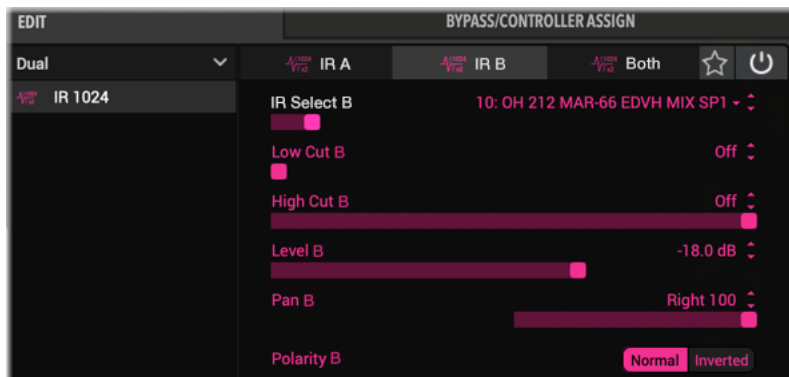 EDIT
BYPASS/CONTROLLER ASSIGN
Dual
IR A
IR B
Both
IR 1024
IR Select B
10: OH 212 MAR-66 EDVH MIX SP1
Low Cut B
Off
High Cut B
Off
Level B
-18.0 dB
Pan B
Right 100
Polarity B
Normal
Inverted